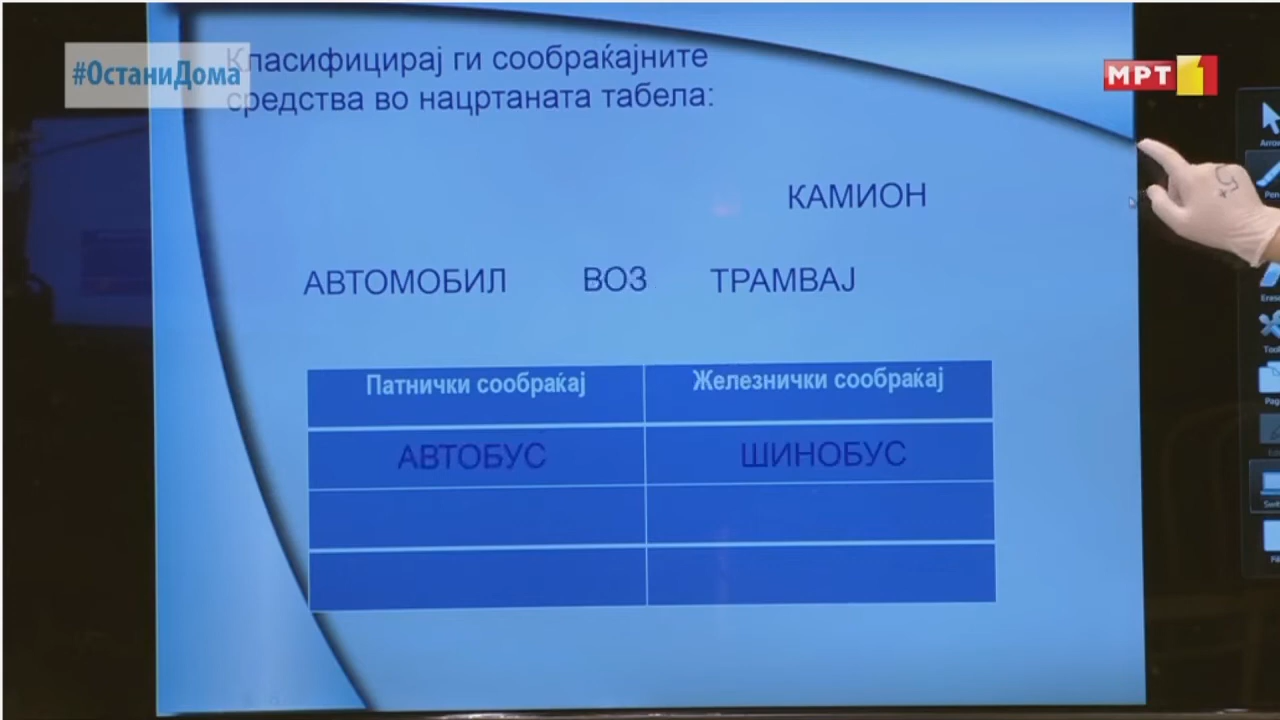 #ОстаниДома
Класифицирај ги сообраќајните
средства во нацртаната табела:
МРТ 1
КАМИОН
АВТОМОБИЛ ВОЗ ТРАМВАЈ
Патнички сообраќај Железнички сообраќај
АВТОБУС ШИНОБУС